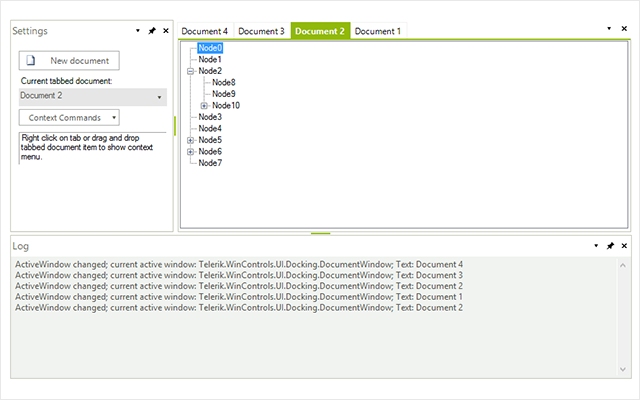 Settings
New document
Current tabbed document:
Document 2
Context Commands
Right click on tab or drag and drop
tabbed document item to show context
menu.
Document 4 Document 3 Document 2 Document 1
Node0
Node1
Node2
Node8
Node9
Node10
Node3
Node4
Node5
Node6
Node7
Log
ActiveWindow changed; current active window: Telerik.WinControls.UI.Docking.DocumentWindow; Text: Document 4
ActiveWindow changed; current active window: Telerik.WinControls.UI.Docking.DocumentWindow; Text: Document 3
ActiveWindow changed; current active window: Telerik.WinControls.UI.Docking.DocumentWindow; Text: Document 2
ActiveWindow changed; current active window: Telerik.WinControls.UI.Docking.DocumentWindow; Text: Document 1
ActiveWindow changed; current active window: Telerik.WinControls.UI.Docking.DocumentWindow; Text: Document 2